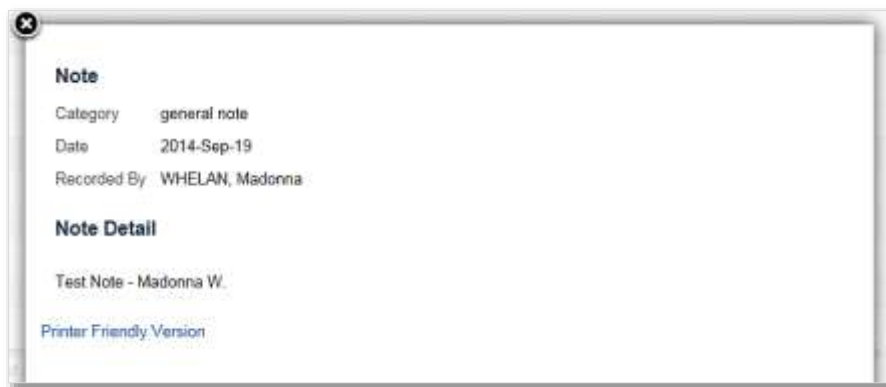 Note
Category general note
Date 2014-Sep-19
Recorded By WHELAN, Madonna
Note Detail
Test Note - Madonna W.
Printer Friendly Version